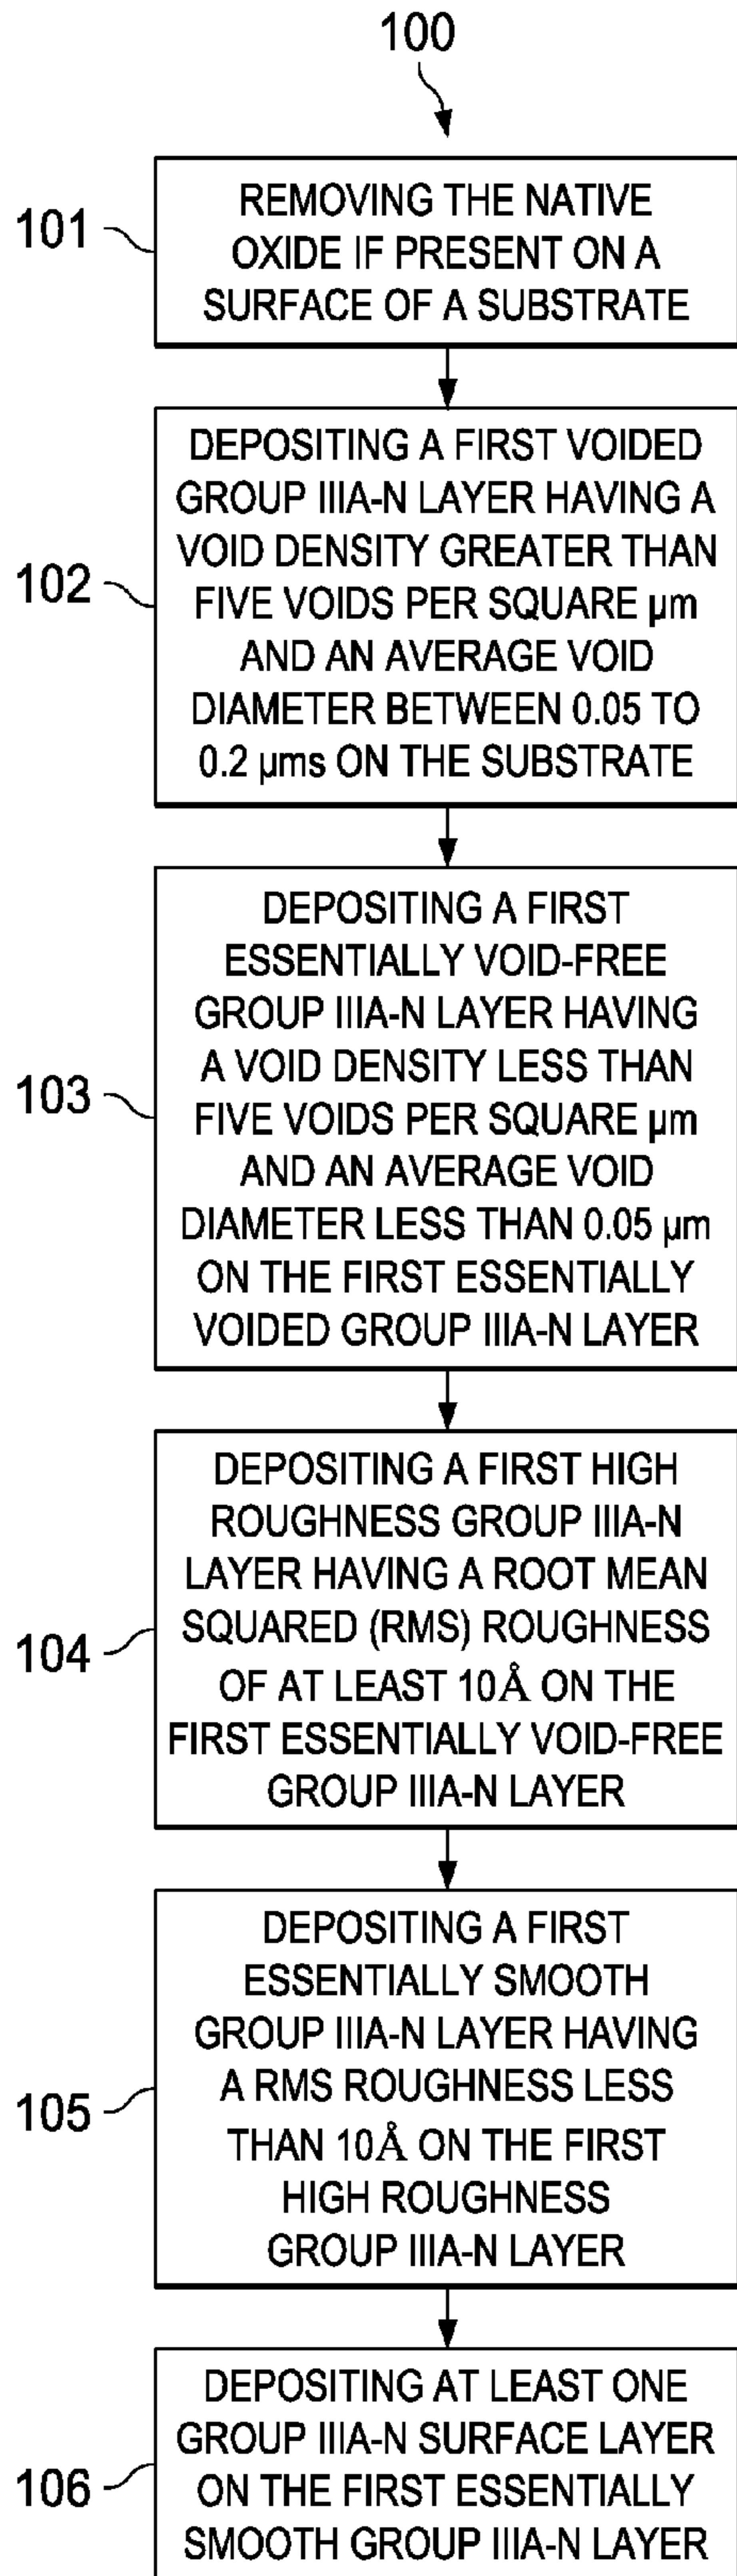 100
101
REMOVING THE NATIVE
OXIDE IF PRESENT ON A
SURFACE OF A SUBSTRATE
102
DEPOSITING A FIRST VOIDED
GROUP IIIA-N LAYER HAVING A
VOID DENSITY GREATER THAN
FIVE VOIDS PER SQUARE µm
AND AN AVERAGE VOID
DIAMETER BETWEEN 0.05 TO
0.2 µms ON THE SUBSTRATE
103
DEPOSITING A FIRST
ESSENTIALLY VOID-FREE
GROUP IIIA-N LAYER HAVING
A VOID DENSITY LESS THAN
FIVE VOIDS PER SQUARE µm
AND AN AVERAGE VOID
DIAMETER LESS THAN 0.05 µm
ON THE FIRST ESSENTIALLY
VOIDED GROUP IIIA-N LAYER
104
DEPOSITING A FIRST HIGH
ROUGHNESS GROUP IIIA-N
LAYER HAVING A ROOT MEAN
SQUARED (RMS) ROUGHNESS
OF AT LEAST 10Å ON THE
FIRST ESSENTIALLY VOID-FREE
GROUP IIIA-N LAYER
105
DEPOSITING A FIRST
ESSENTIALLY SMOOTH
GROUP IIIA-N LAYER HAVING
A RMS ROUGHNESS LESS
THAN 10Å ON THE FIRST
HIGH ROUGHNESS
GROUP IIIA-N LAYER
106
DEPOSITING AT LEAST ONE
GROUP IIIA-N SURFACE LAYER
ON THE FIRST ESSENTIALLY
SMOOTH GROUP IIIA-N LAYER